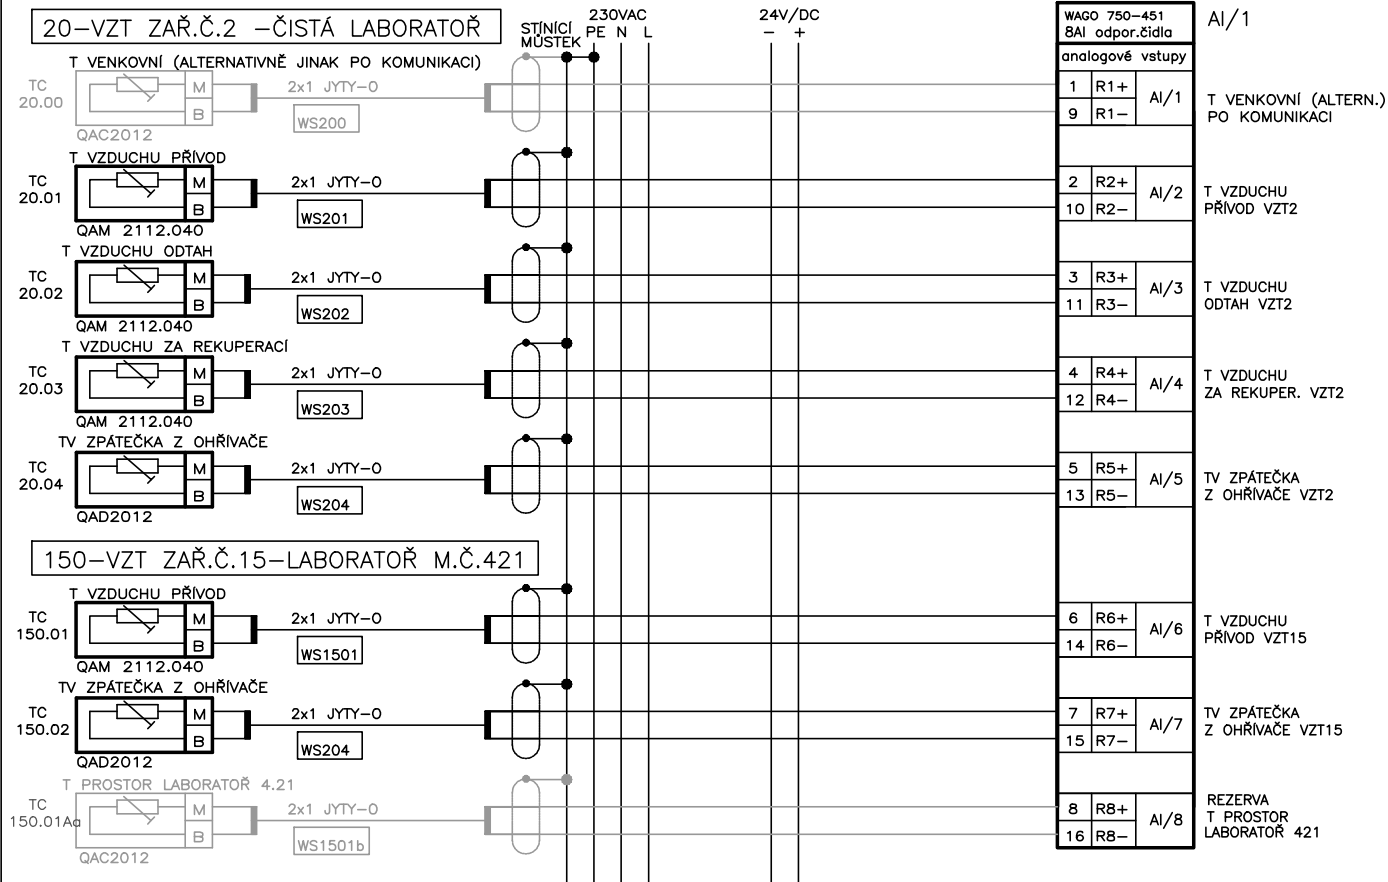 20-VZT ZAŘ.Č.2 -ČISTÁ LABORATOŘ
STÍNÍCÍ
MŮSTEK
230VAC
PE N L
24V/DC
- +
WAGO 750-451
8AI odpor.čidla
analogové vstupy
AI/1
T VENKOVNÍ (ALTERNATIVNĚ JINAK PO KOMUNIKACI)
TC
20.00
M
B
QAC2012
2x1 JYTY-O
WS200
1 R1+
9 R1-
AI/1
T VENKOVNÍ (ALTERN.)
PO KOMUNIKACI
T VZDUCHU PŘÍVOD
TC
20.01
M
B
QAM 2112.040
2x1 JYTY-O
WS201
2 R2+
10 R2-
AI/2
T VZDUCHU
PŘÍVOD VZT2
T VZDUCHU ODTAH
TC
20.02
M
B
QAM 2112.040
2x1 JYTY-O
WS202
3 R3+
11 R3-
AI/3
T VZDUCHU
ODTAH VZT2
T VZDUCHU ZA REKUPERACÍ
TC
20.03
M
B
QAM 2112.040
2x1 JYTY-O
WS203
4 R4+
12 R4-
AI/4
T VZDUCHU
ZA REKUPER. VZT2
TV ZPÁTEČKA Z OHŘÍVAČE
TC
20.04
M
B
QAD2012
2x1 JYTY-O
WS204
5 R5+
13 R5-
AI/5
TV ZPÁTEČKA
Z OHŘÍVAČE VZT2
150-VZT ZAŘ.Č.15-LABORATOŘ M.Č.421
T VZDUCHU PŘÍVOD
TC
150.01
M
B
QAM 2112.040
2x1 JYTY-O
WS1501
6 R6+
14 R6-
AI/6
T VZDUCHU
PŘÍVOD VZT15
TV ZPÁTEČKA Z OHŘÍVAČE
TC
150.02
M
B
QAD2012
2x1 JYTY-O
WS204
7 R7+
15 R7-
AI/7
TV ZPÁTEČKA
Z OHŘÍVAČE VZT15
T PROSTOR LABORATOŘ 4.21
TC
150.01Aa
M
B
QAC2012
2x1 JYTY-O
WS1501b
8 R8+
16 R8-
AI/8
REZERVA
T PROSTOR
LABORATOŘ 421